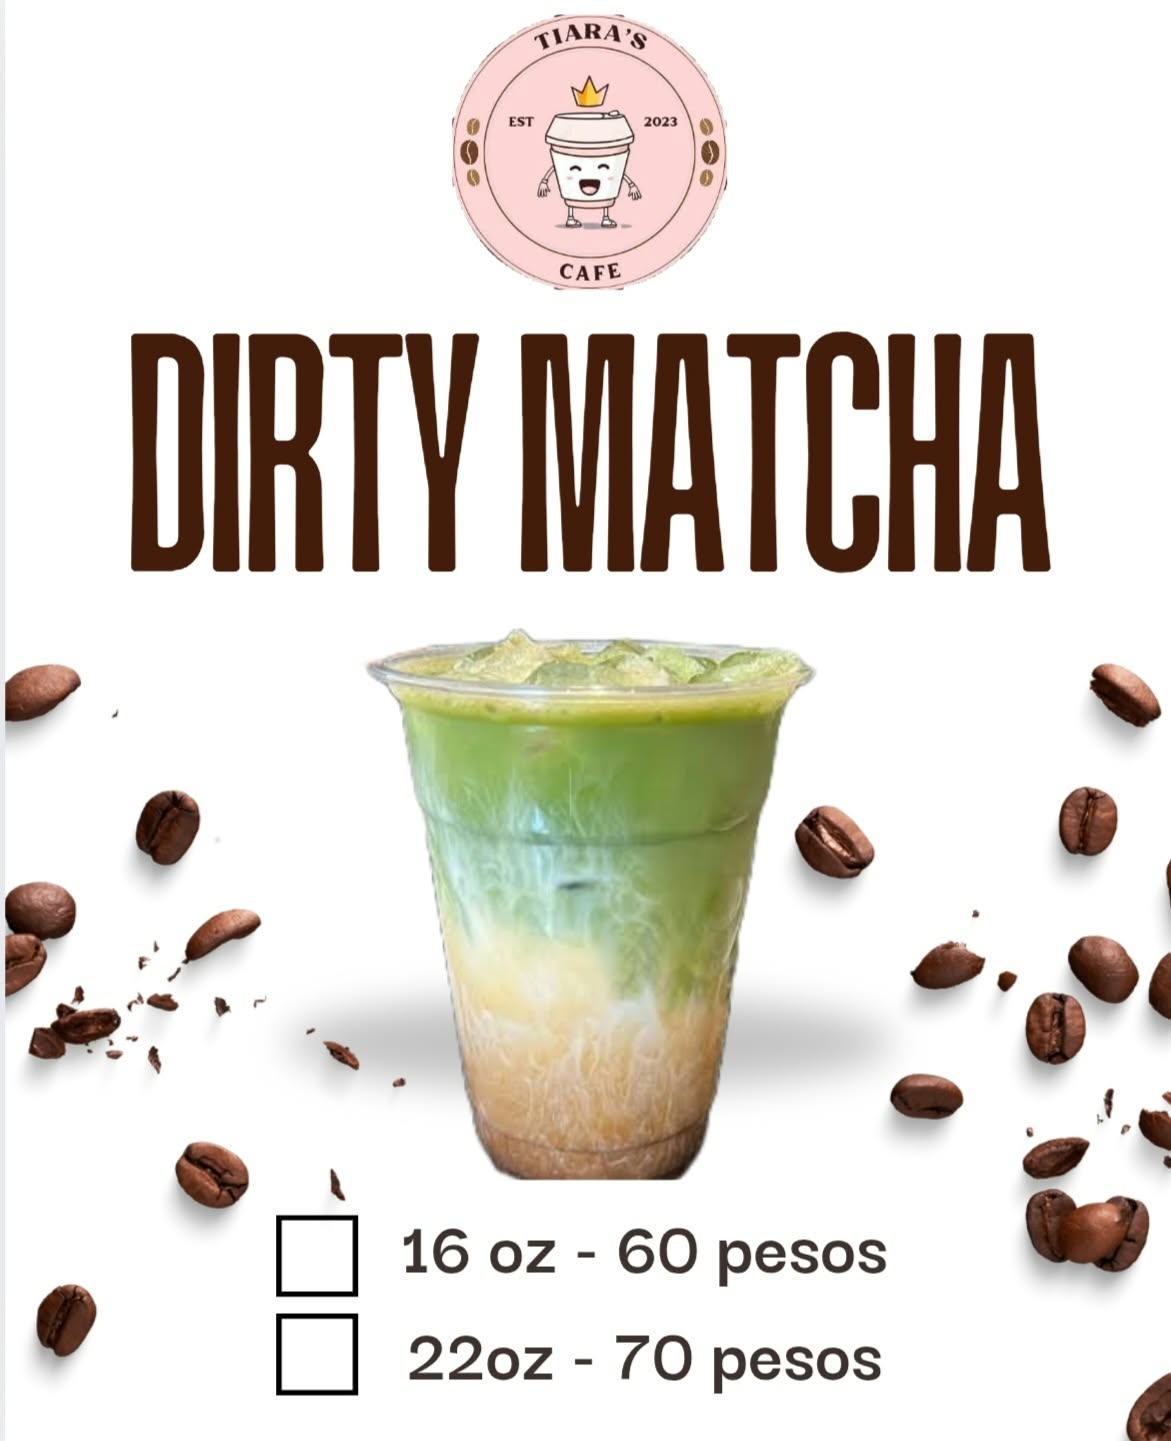 TIARA'S
EST 2023
CAFE
DIRTY MATCHA
16 oz - 60 pesos
22oz - 70 pesos